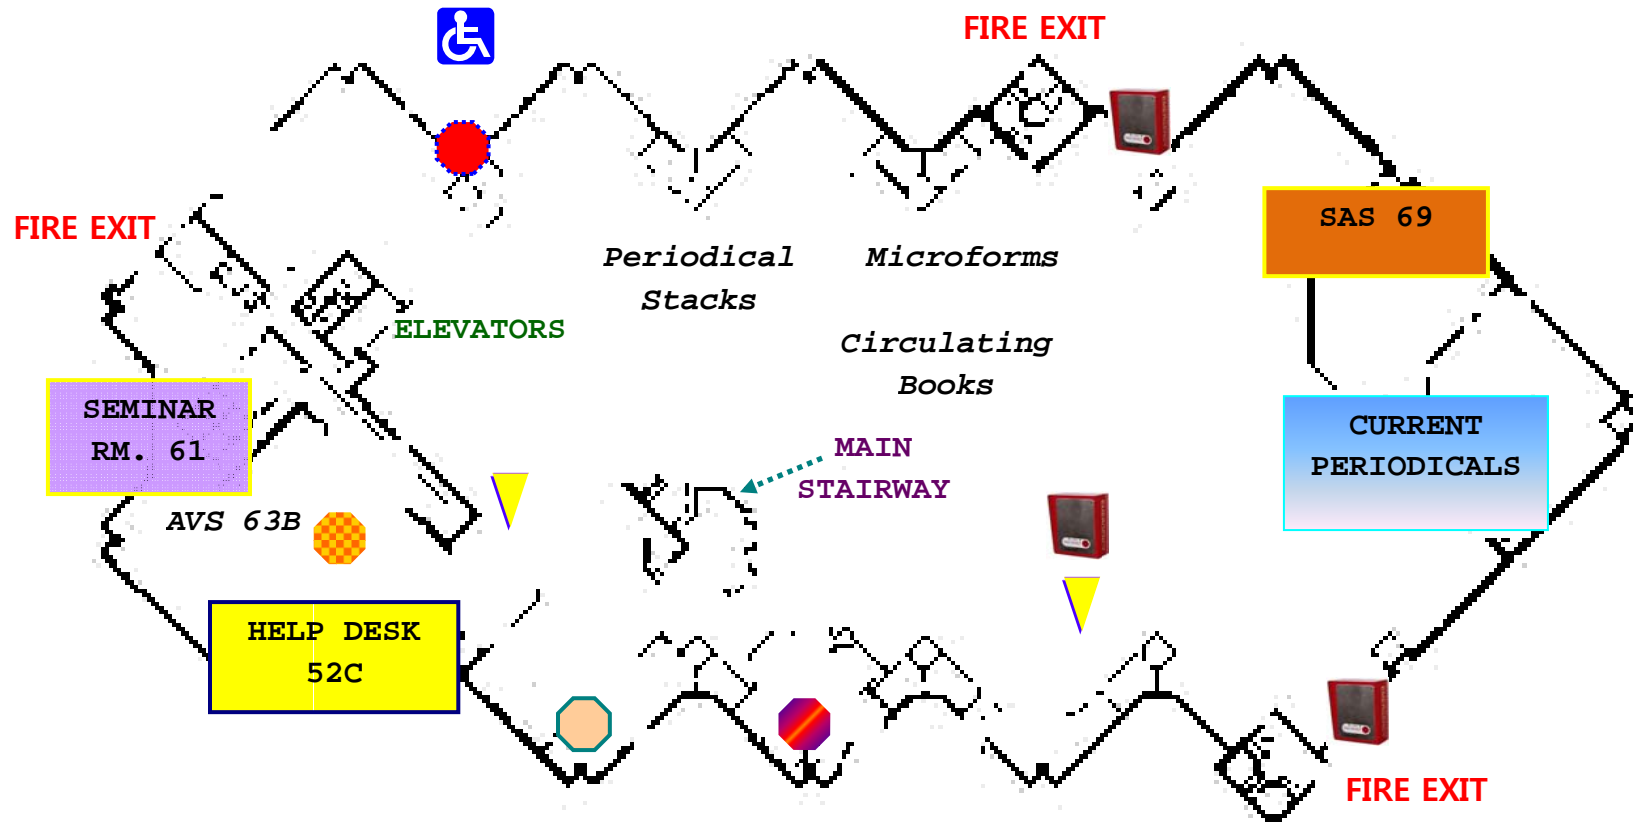 FIRE EXIT
SAS 69
FIRE EXIT
Periodical
Stacks
Microforms
ELEVATORS
Circulating
Books
SEMINAR
RM. 61
CURRENT
PERIODICALS
MAIN
STAIRWAY
AVS 63B
HELP DESK
52C
FIRE EXIT